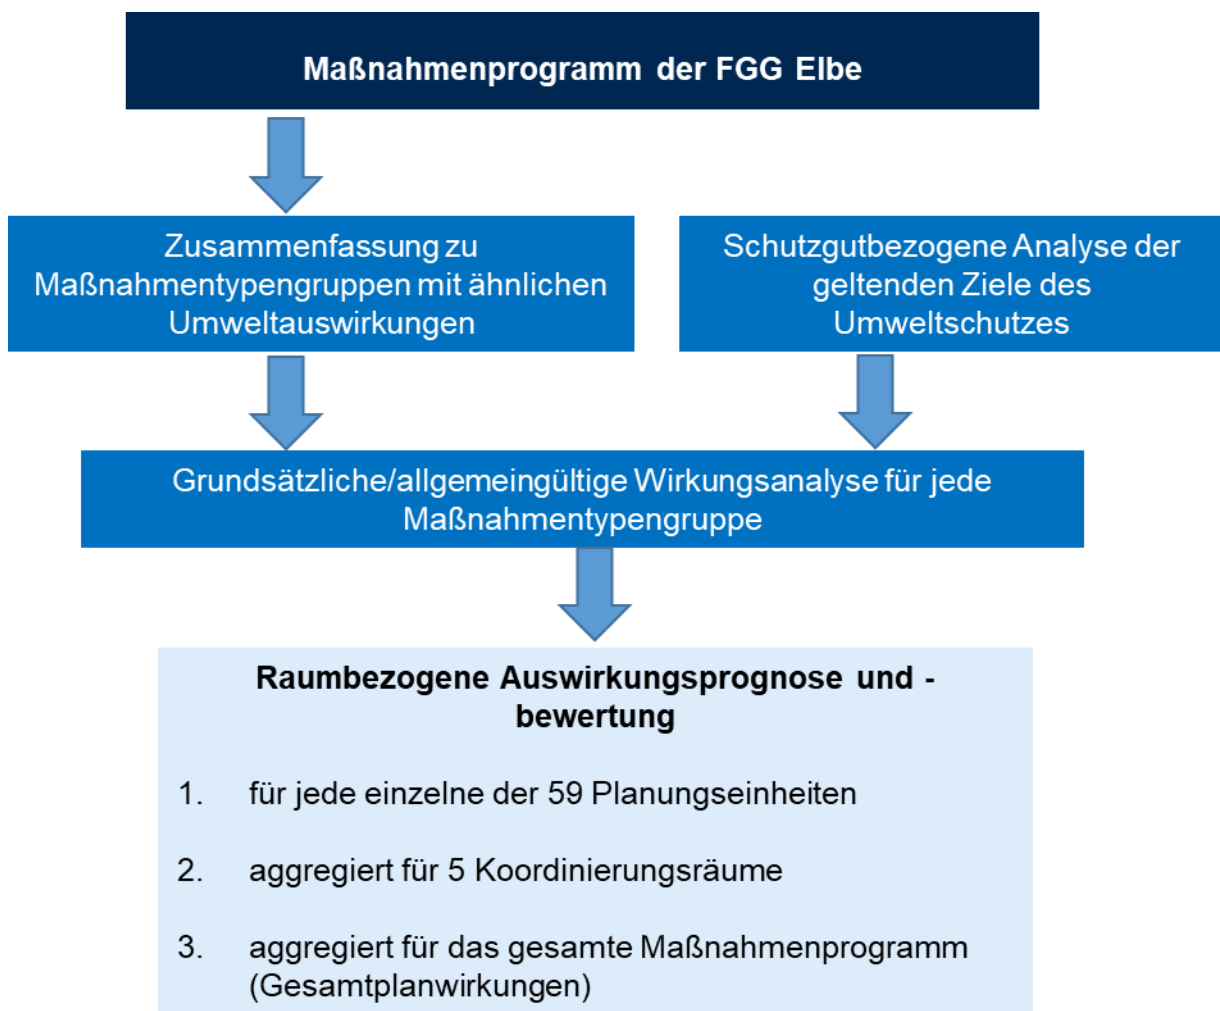 Maßnahmenprogramm der FGG Elbe
Zusammenfassung zu
Maßnahmentypengruppen mit ähnlichen
Umweltauswirkungen
Schutzgutbezogene Analyse der
geltenden Ziele des
Umweltschutzes
Grundsätzliche/allgemeingültige Wirkungsanalyse für jede
Maßnahmentypengruppe
Raumbezogene Auswirkungsprognose und -
bewertung
1. für jede einzelne der 59 Planungseinheiten
2. aggregiert für 5 Koordinierungsräume
3. aggregiert für das gesamte Maßnahmenprogramm
(Gesamtplanwirkungen)